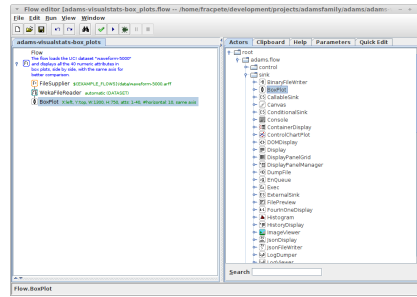 Flow editor [adams-visualstats-box_plots.flow -- /home/fracpete/development/projects/adamsfamily/adams/adams
File Edit Run View Window
adams-visualstats-box_plots
Flow
The flow loads the UCI dataset "waveform-5000"
and displays all the 40 numeric attributes in
box plots, side by side, with the same axis for
better comparison.
FileSupplier ${EXAMPLE_FLOWS}/data/waveform-5000.arff
WekaFileReader automatic (DATASET)
BoxPlot X:left, Y:top, W:1000, H:750, atts: 1-40, #horizontal: 10, same axis
Actors Clipboard Help Parameters Quick Edit
root
adams.flow
control
sink
BinaryFileWriter
BoxPlot
CallableSink
Canvas
ConditionalSink
Console
ContainerDisplay
ControlChartPlot
DOMDisplay
Display
DisplayPanelGrid
DisplayPanelManager
DumpFile
EnQueue
Exec
ExternalSink
FilePreview
FourInOneDisplay
Histogram
HistoryDisplay
ImageViewer
JsonDisplay
JsonFileWriter
LogDumper
Search
Flow.BoxPlot